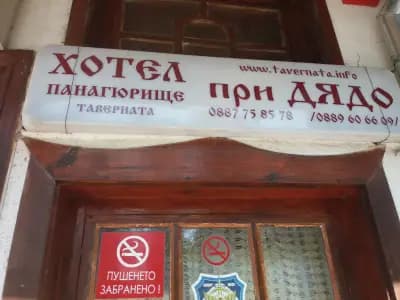 ХОТЕЛ
ПАНАГЮРИЩЕ
ТАВЕРНАТА
www.tavernata.info
при ДЯДО
0887 75 85 78 /0889 60 66 09/
ПУШЕНЕТО
ЗАБРАНЕНО !